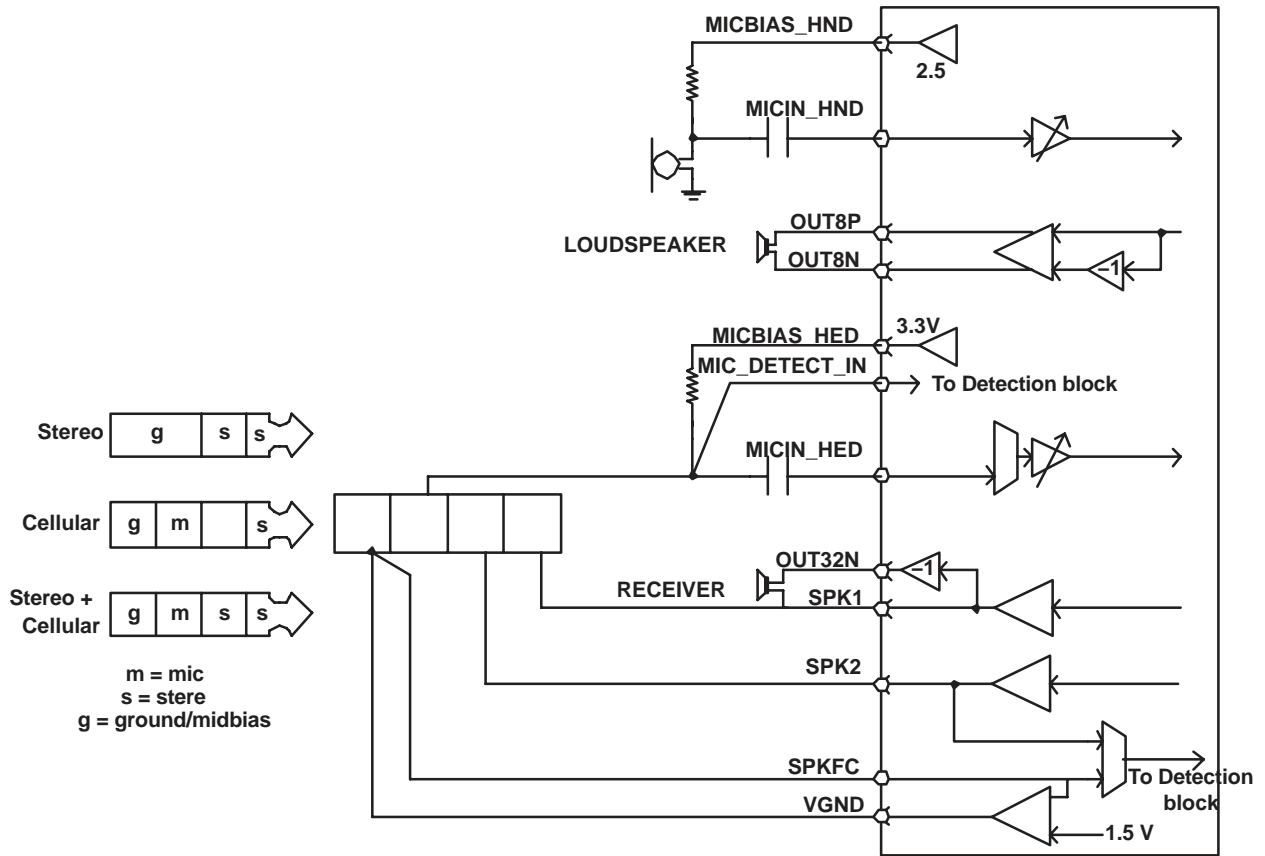 MICBIAS_HND
2.5
MICIN_HND
OUT8P
LOUDSPEAKER
OUT8N
−1
3.3V
MICBIAS_HED
MIC_DETECT_IN
To Detection block
Stereo
g
s
s
MICIN_HED
Cellular
g
m
s
OUT32N
−1
RECEIVER
SPK1
Stereo +
Cellular
g
m
s
s
m = mic
s = stere
g = ground/midbias
SPK2
SPKFC
To Detection
block
VGND
1.5 V